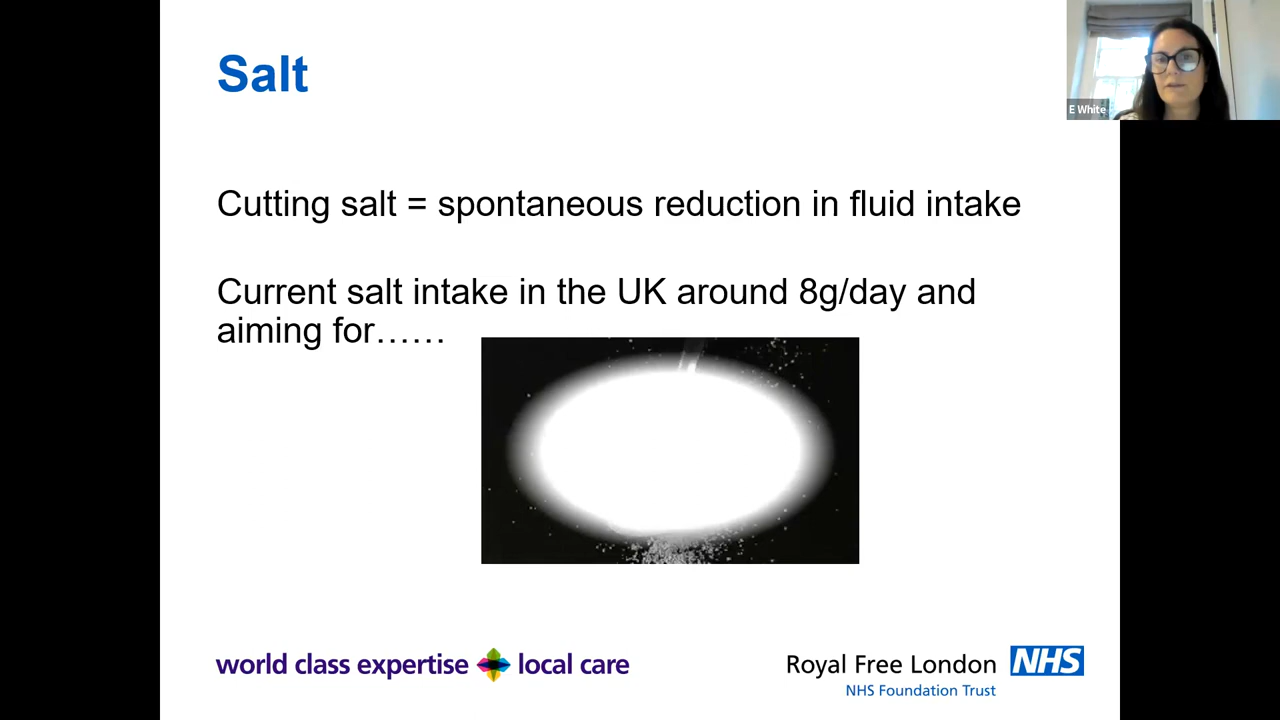 Salt
E White
Cutting salt = spontaneous reduction in fluid intake
Current salt intake in the UK around 8g/day and
aiming for……
world class expertise local care
Royal Free London NHS
NHS Foundation Trust